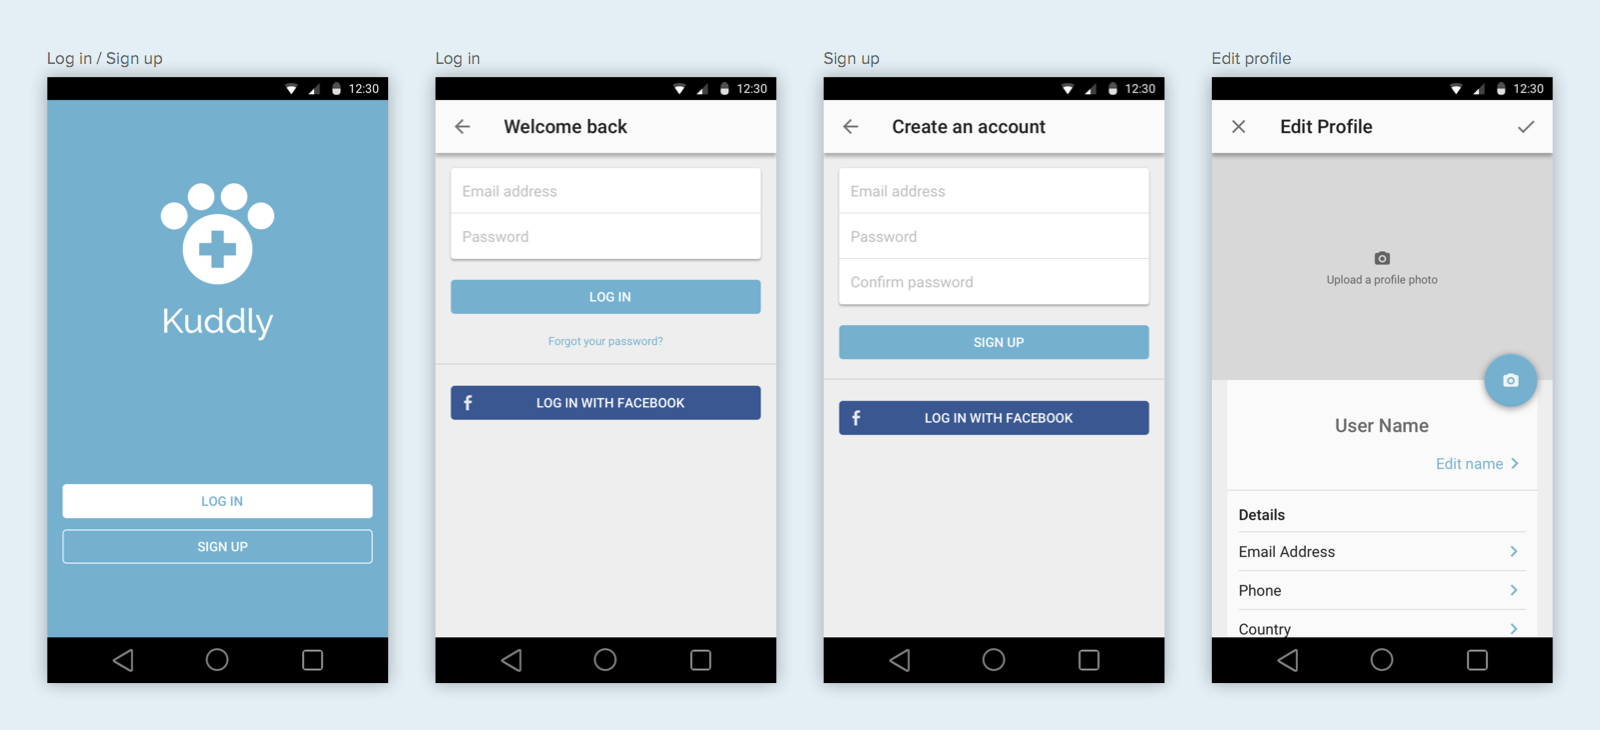 Log in / Sign up
12:30
Kuddly
LOG IN
SIGN UP
Log in
12:30
Welcome back
Email address
Password
LOG IN
Forgot your password?
f LOG IN WITH FACEBOOK
Sign up
12:30
Create an account
Email address
Password
Confirm password
SIGN UP
f LOG IN WITH FACEBOOK
Edit profile
12:30
Edit Profile
Upload a profile photo
User Name
Edit name
Details
Email Address
Phone
Country